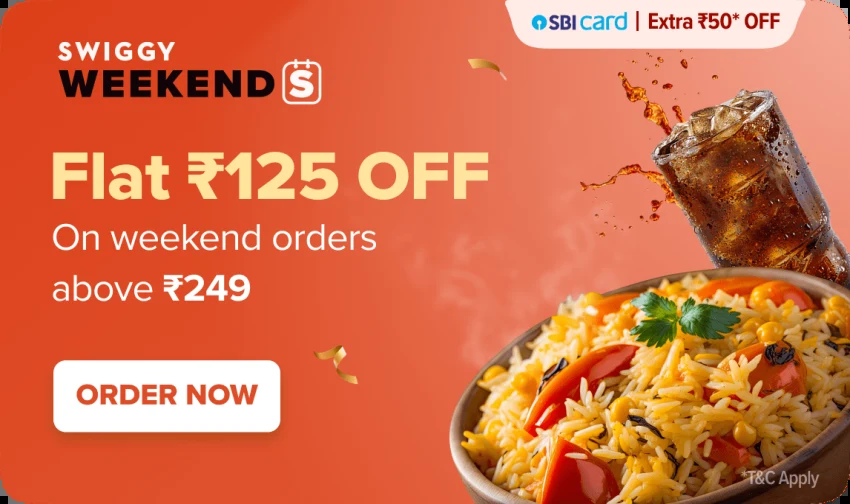 SBI card | Extra ₹50* OFF
SWIGGY
WEEKEND S
Flat ₹125 OFF
On weekend orders
above ₹249
ORDER NOW
*T&C Apply